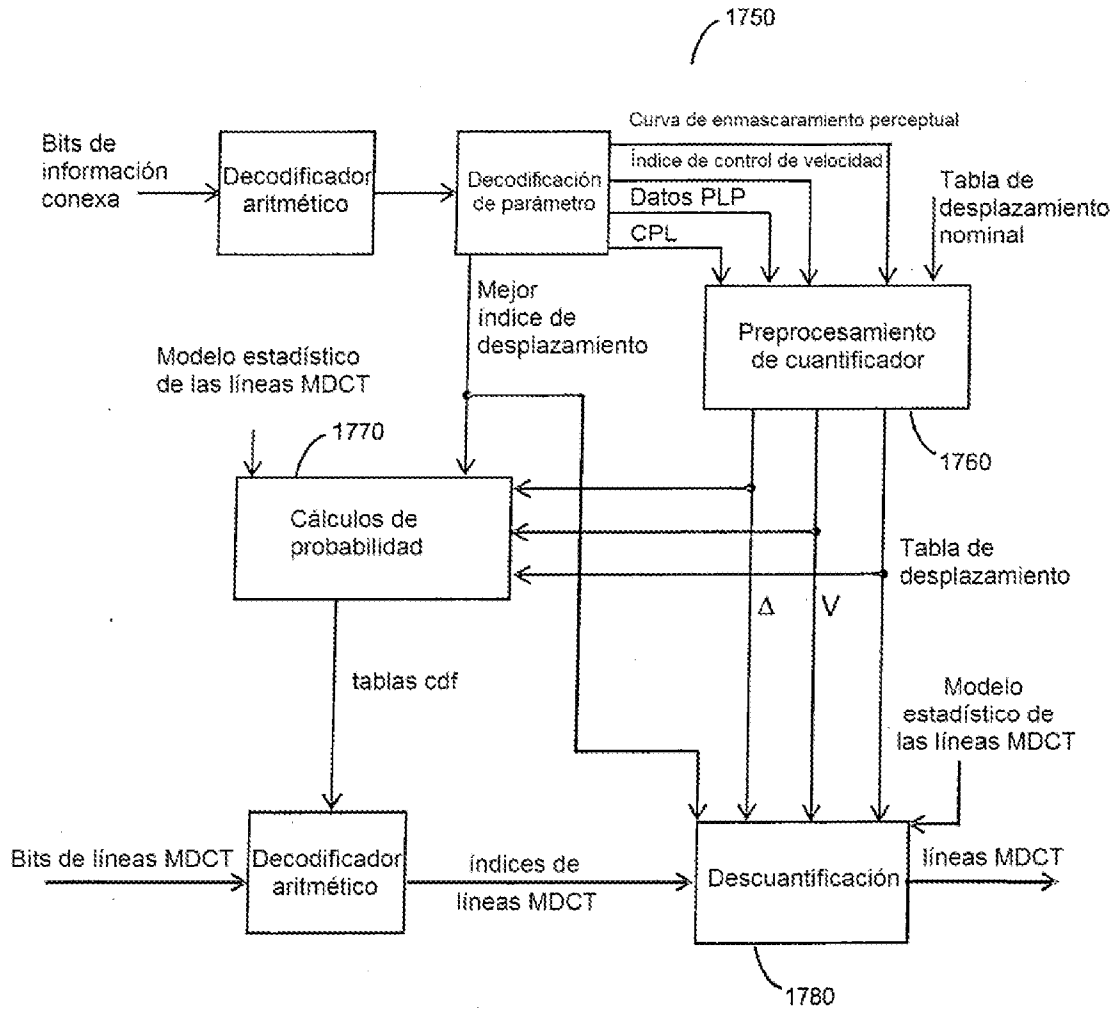 1750
Bits de
información
conexa
Decodificador
aritmético
Decodificación
de parámetro
Curva de enmascaramiento perceptual
Índice de control de velocidad
Datos PLP
CPL
Tabla de
desplazamiento
nominal
Mejor
índice de
desplazamiento
Preprocesamiento
de cuantificador
1760
Modelo estadístico
de las líneas MDCT
1770
Cálculos de
probabilidad
Tabla de
desplazamiento
Δ
V
tablas cdf
Modelo
estadístico de
las líneas MDCT
Bits de líneas MDCT
Decodificador
aritmético
índices de
líneas MDCT
Descuantificación
líneas MDCT
1780